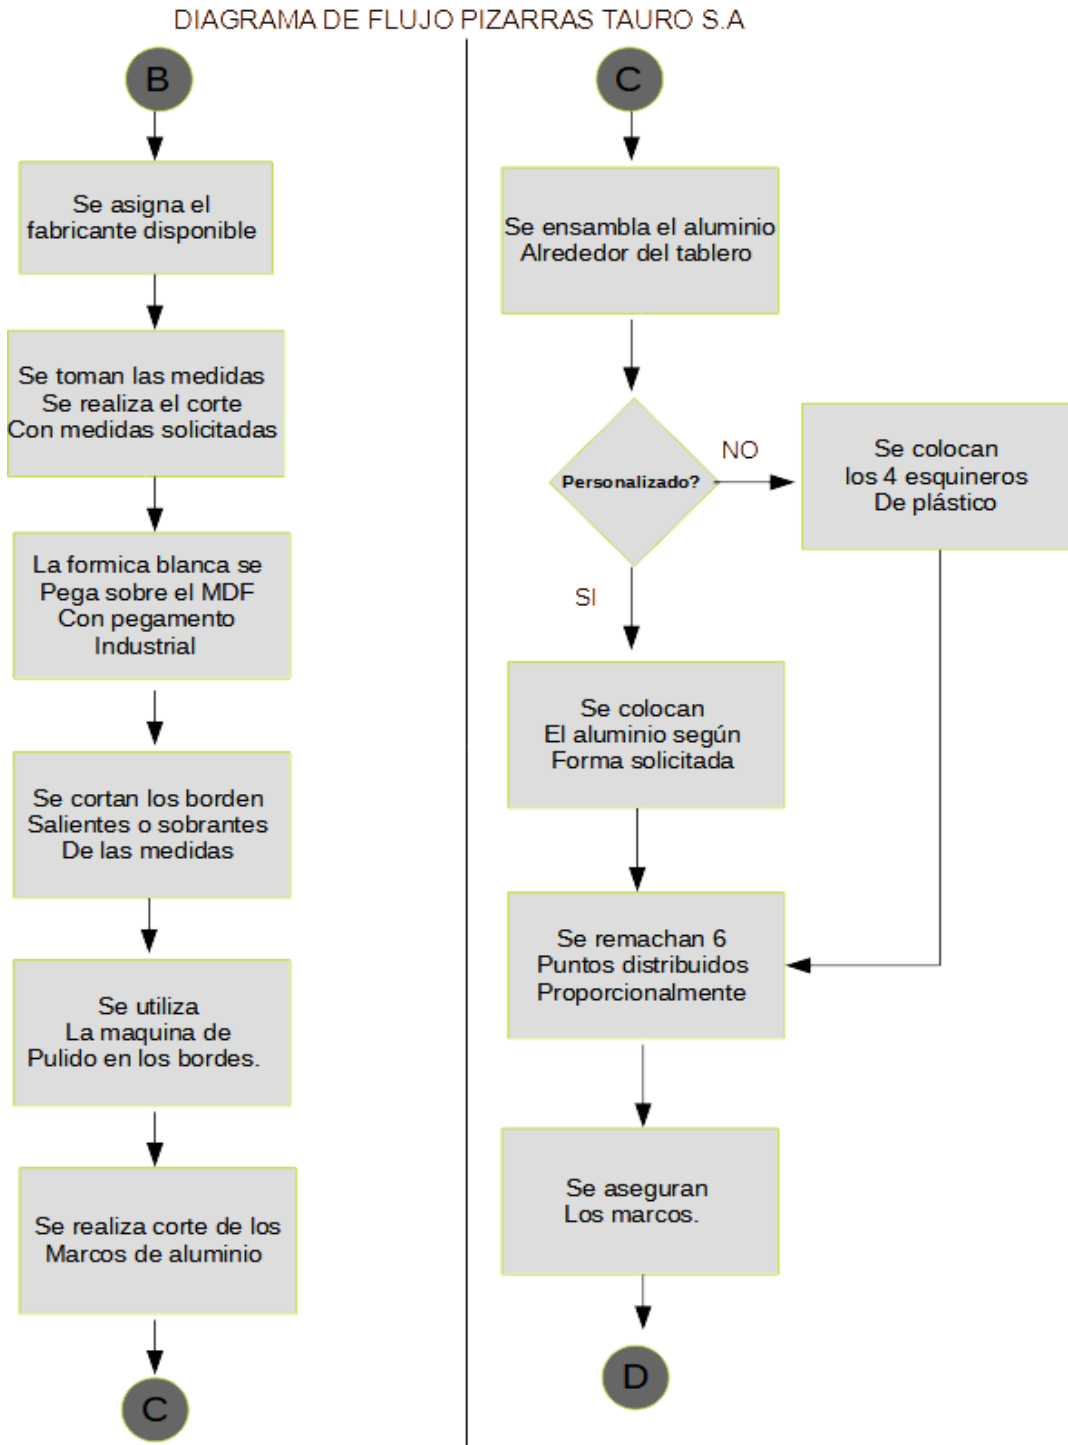 DIAGRAMA DE FLUJO PIZARRAS TAURO S.A
B
Se asigna el
fabricante disponible
Se toman las medidas
Se realiza el corte
Con medidas solicitadas
La formica blanca se
Pega sobre el MDF
Con pegamento
Industrial
Se cortan los borden
Salientes o sobrantes
De las medidas
Se utiliza
La maquina de
Pulido en los bordes.
Se realiza corte de los
Marcos de aluminio
C
C
Se ensambla el aluminio
Alrededor del tablero
Personalizado?
NO
Se colocan
los 4 esquineros
De plástico
SI
Se colocan
El aluminio según
Forma solicitada
Se remachan 6
Puntos distribuidos
Proporcionalmente
Se aseguran
Los marcos.
D